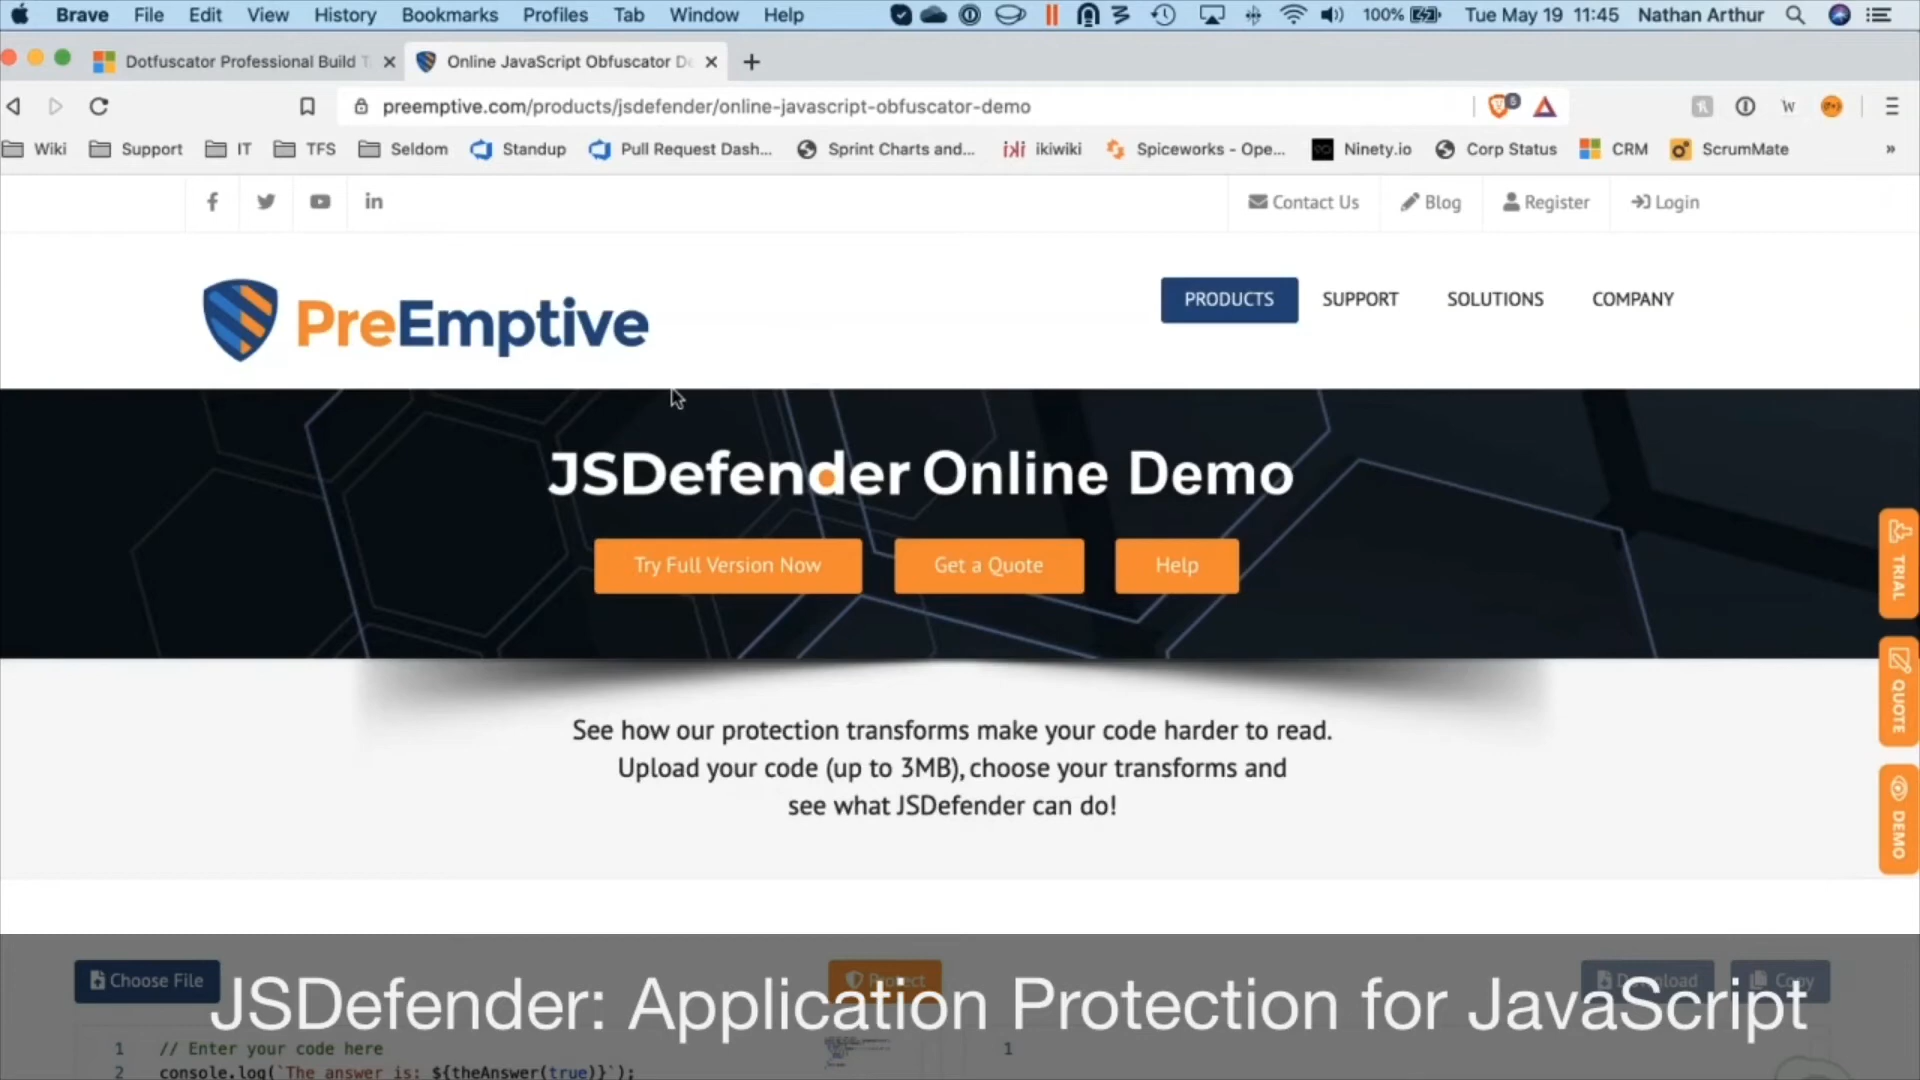 Brave File Edit View History Bookmarks Profiles Tab Window Help 100% Tue May 19 11:45 Nathan Arthur
Dotfuscator Professional Build T Online JavaScript Obfuscator De
preemptive.com/products/jsdefender/online-javascript-obfuscator-demo
Wiki Support IT TFS Seldom Standup Pull Request Dash... Sprint Charts and... ikiwiki Spiceworks - Ope... Ninety.io Corp Status CRM ScrumMate »
Contact Us Blog Register Login
PreEmptive
PRODUCTS SUPPORT SOLUTIONS COMPANY
JSDefender Online Demo
Try Full Version Now Get a Quote Help
TRIAL
QUOTE
DEMO
See how our protection transforms make your code harder to read.
Upload your code (up to 3MB), choose your transforms and
see what JSDefender can do!
Choose File Protect Download Copy
JSDefender: Application Protection for JavaScript
1 // Enter your code here 1
2 console.log(`The answer is: ${theAnswer(true)}`);